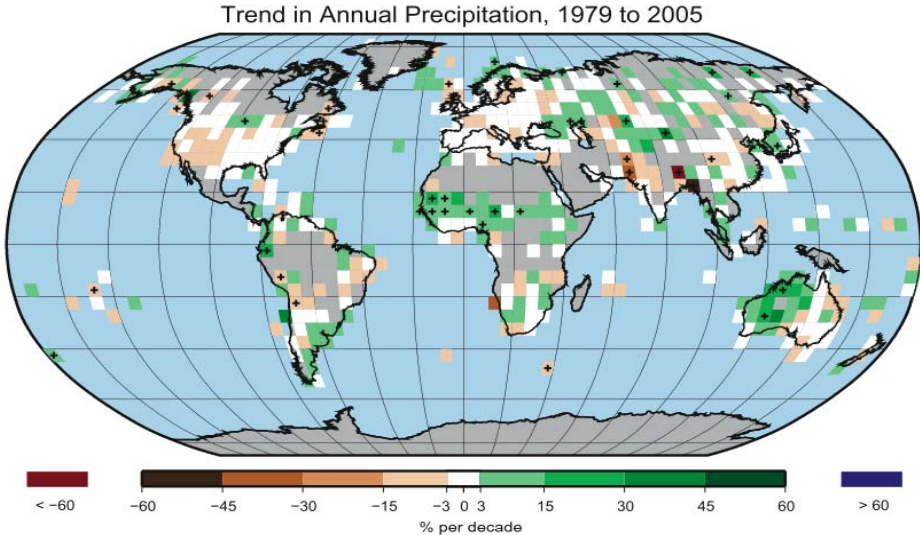 Trend in Annual Precipitation, 1979 to 2005
< −60
−60 −45 −30 −15 −3 0 3 15 30 45 60
> 60
% per decade